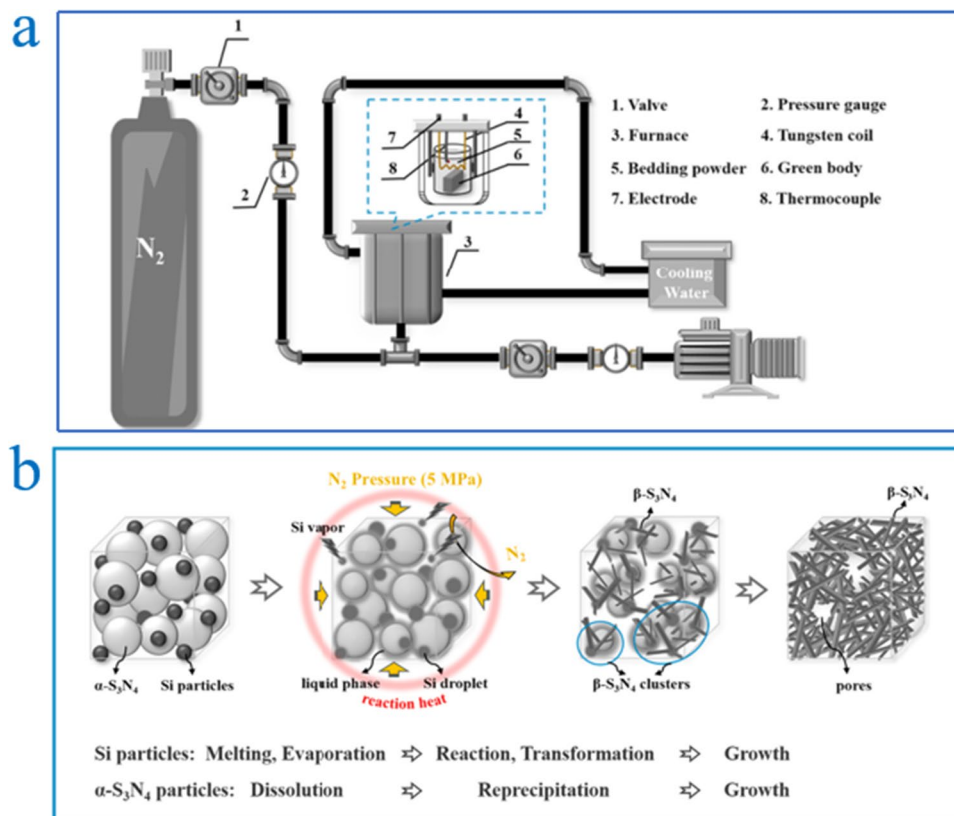 a
1
1. Valve 2. Pressure gauge
3. Furnace 4. Tungsten coil
5. Bedding powder 6. Green body
7. Electrode 8. Thermocouple
7 4
8 5
6
2
N₂
3
Cooling
Water
b
N₂ Pressure (5 MPa)
Si vapor
N₂
β-S₃N₄
β-S₃N₄
α-S₃N₄ Si particles
liquid phase Si droplet
reaction heat
β-S₃N₄ clusters
pores
Si particles: Melting, Evaporation ⇨ Reaction, Transformation ⇨ Growth
α-S₃N₄ particles: Dissolution ⇨ Reprecipitation ⇨ Growth